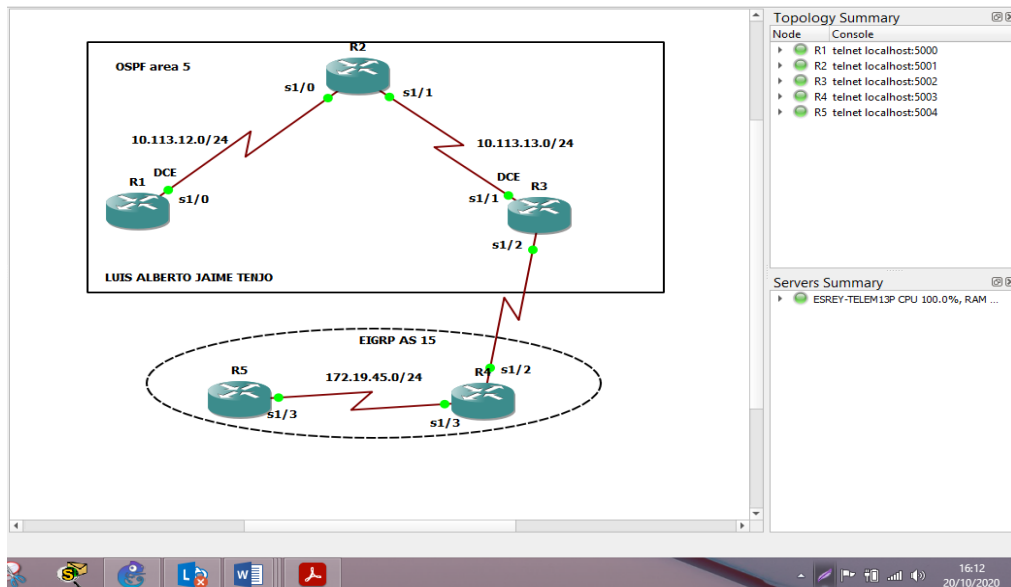 OSPF area 5
R2
s1/0
s1/1
10.113.12.0/24
10.113.13.0/24
DCE
R1
s1/0
DCE
R3
s1/1
s1/2
LUIS ALBERTO JAIME TENJO
EIGRP AS 15
R5
172.19.45.0/24
R4
s1/2
s1/3
s1/3
Topology Summary
Node Console
R1 telnet localhost:5000
R2 telnet localhost:5001
R3 telnet localhost:5002
R4 telnet localhost:5003
R5 telnet localhost:5004
Servers Summary
ESREY-TELEM13P CPU 100.0%, RAM ...
16:12
20/10/2020